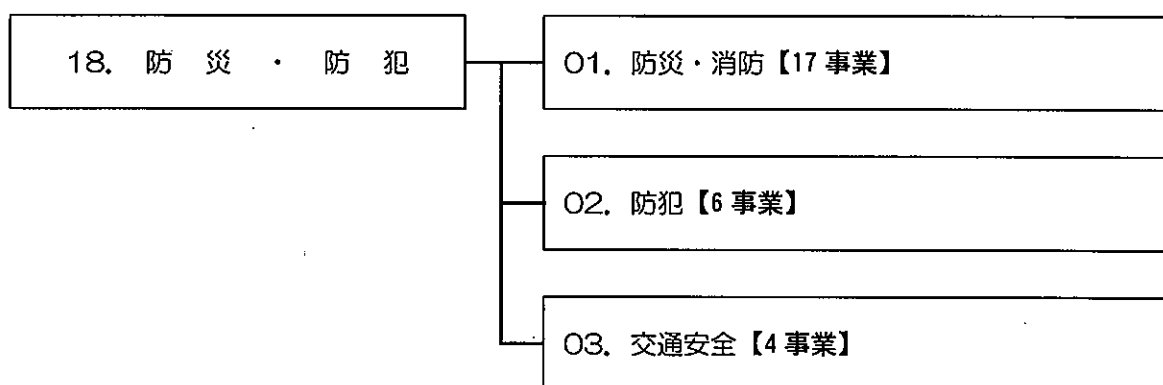 18. 防災・防犯
01. 防災・消防【17事業】
02. 防犯【6事業】
03. 交通安全【4事業】